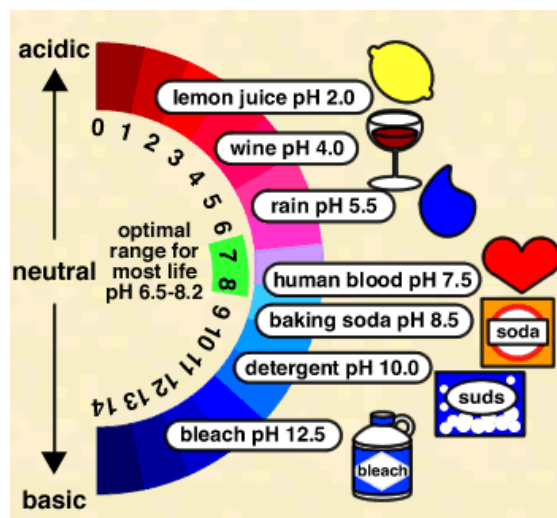 acidic
neutral
basic
0
1
2
3
4
5
6
7
8
9
10
11
12
13
14
optimal
range for
most life
pH 6.5-8.2
lemon juice pH 2.0
wine pH 4.0
rain pH 5.5
human blood pH 7.5
baking soda pH 8.5
soda
detergent pH 10.0
suds
bleach pH 12.5
bleach